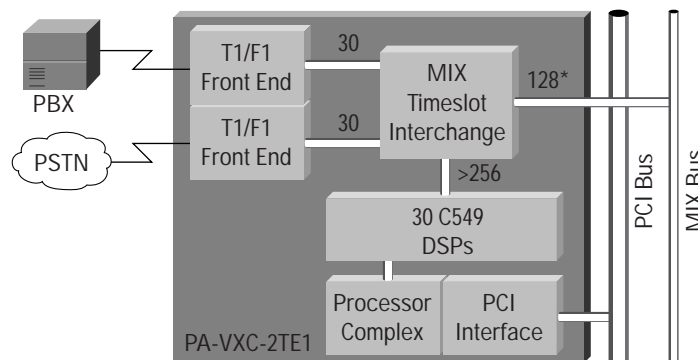 PBX
PSTN
T1/F1
Front End
T1/F1
Front End
30
30
MIX
Timeslot
Interchange
128*
>256
30 C549
DSPs
Processor
Complex
PCI
Interface
PA-VXC-2TE1
PCI Bus
MIX Bus